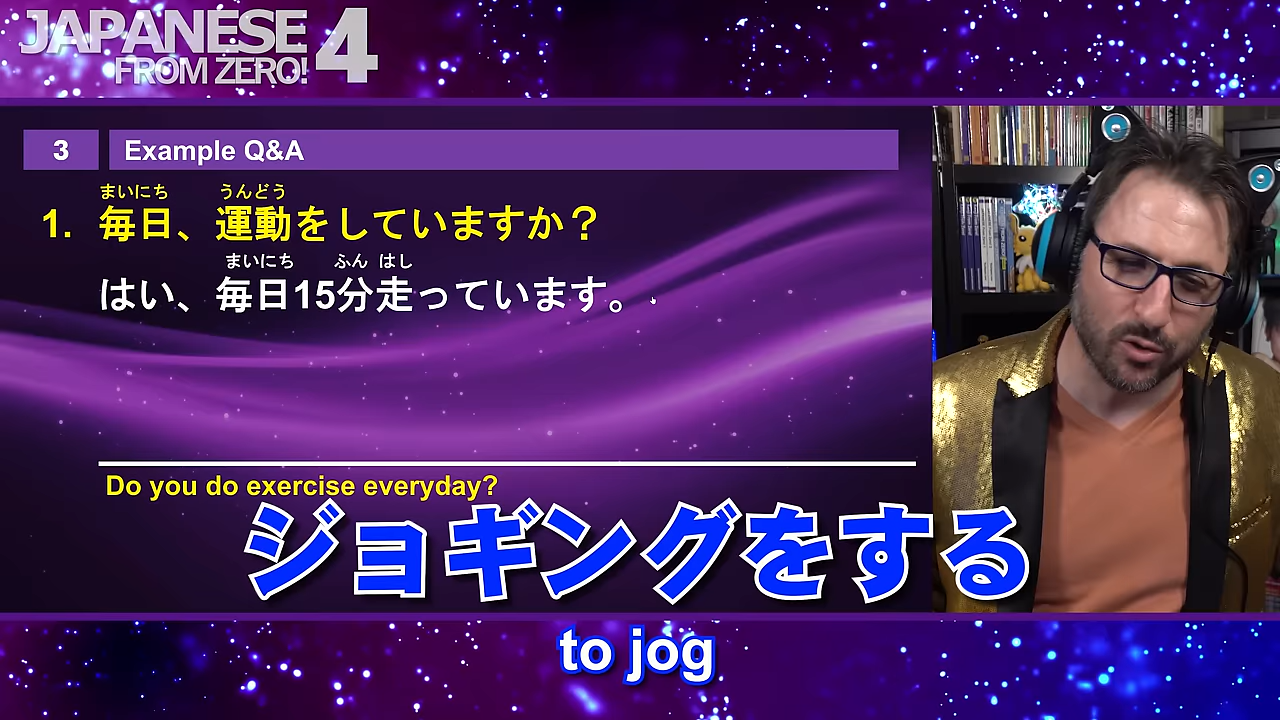 JAPANESE
FROM ZERO! 4
3 Example Q&A
まいにち うんどう
1. 毎日、運動をしていますか？
まいにち ふん はし
はい、毎日15分走っています。
Do you do exercise everyday?
ジョギングをする
to jog